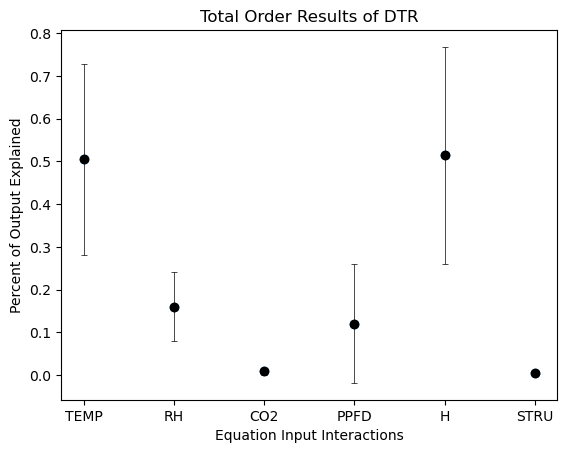 Total Order Results of DTR
Percent of Output Explained
0.8
0.7
0.6
0.5
0.4
0.3
0.2
0.1
0.0
TEMP RH CO2 PPFD H STRU
Equation Input Interactions